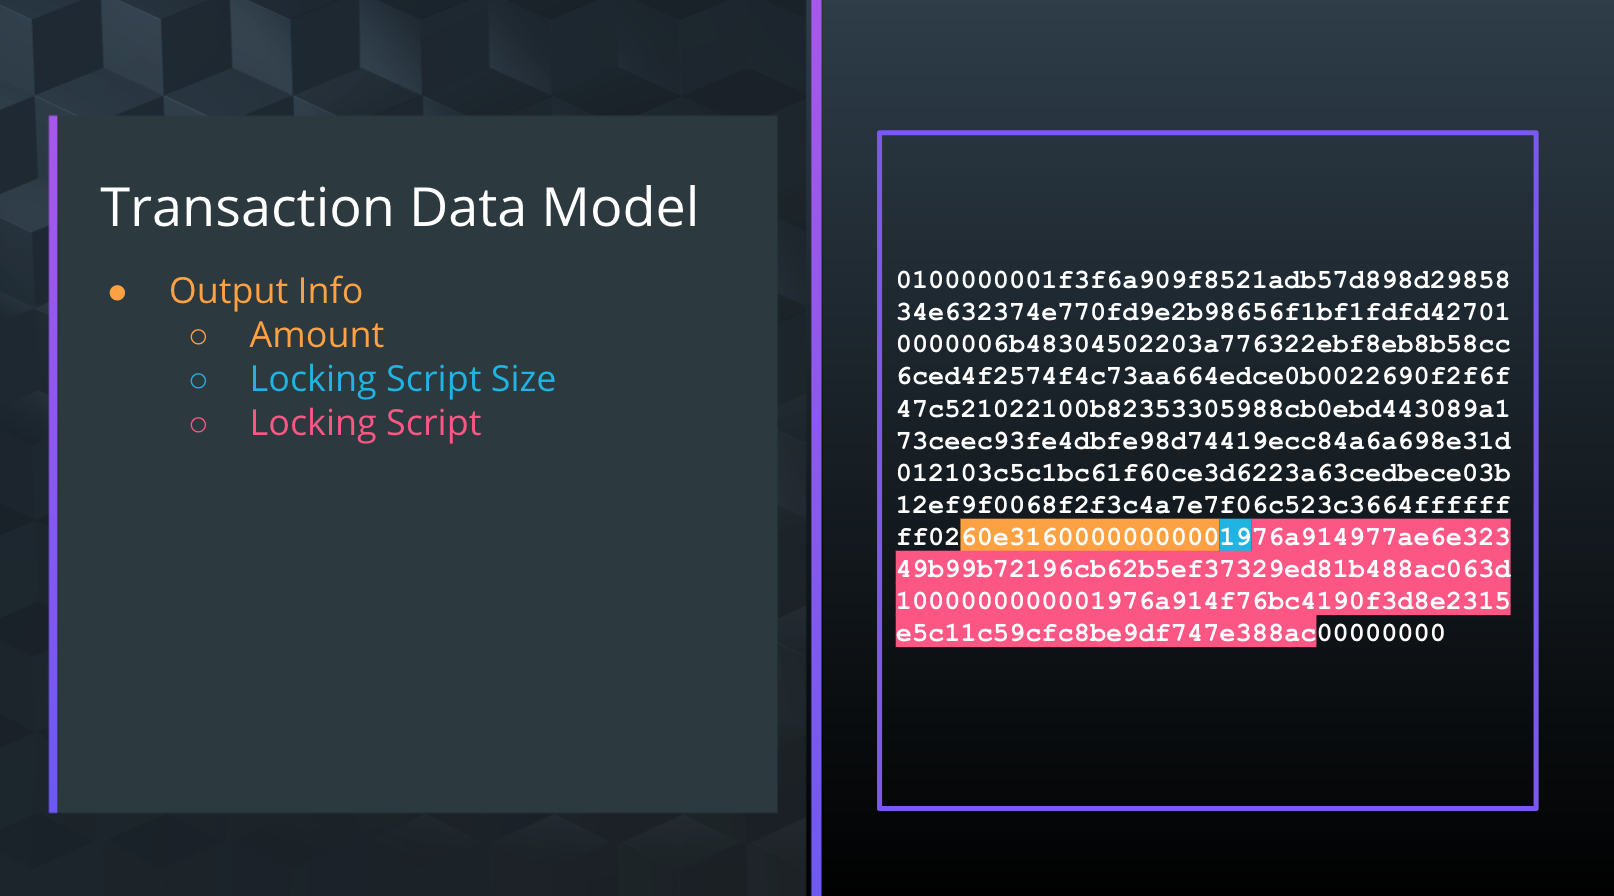 Transaction Data Model
● Output Info
○ Amount
○ Locking Script Size
○ Locking Script
0100000001f3f6a909f8521adb57d898d29858
34e632374e770fd9e2b98656f1bf1fdfd42701
0000006b48304502203a776322ebf8eb8b58cc
6ced4f2574f4c73aa664edce0b0022690f2f6f
47c521022100b82353305988cb0ebd443089a1
73ceec93fe4dbfe98d74419ecc84a6a698e31d
012103c5c1bc61f60ce3d6223a63cedbece03b
12ef9f0068f2f3c4a7e7f06c523c3664ffffff
ff0260e31600000000001976a914977ae6e323
49b99b72196cb62b5ef37329ed81b488ac063d
1000000000001976a914f76bc4190f3d8e2315
e5c11c59cfc8be9df747e388ac00000000